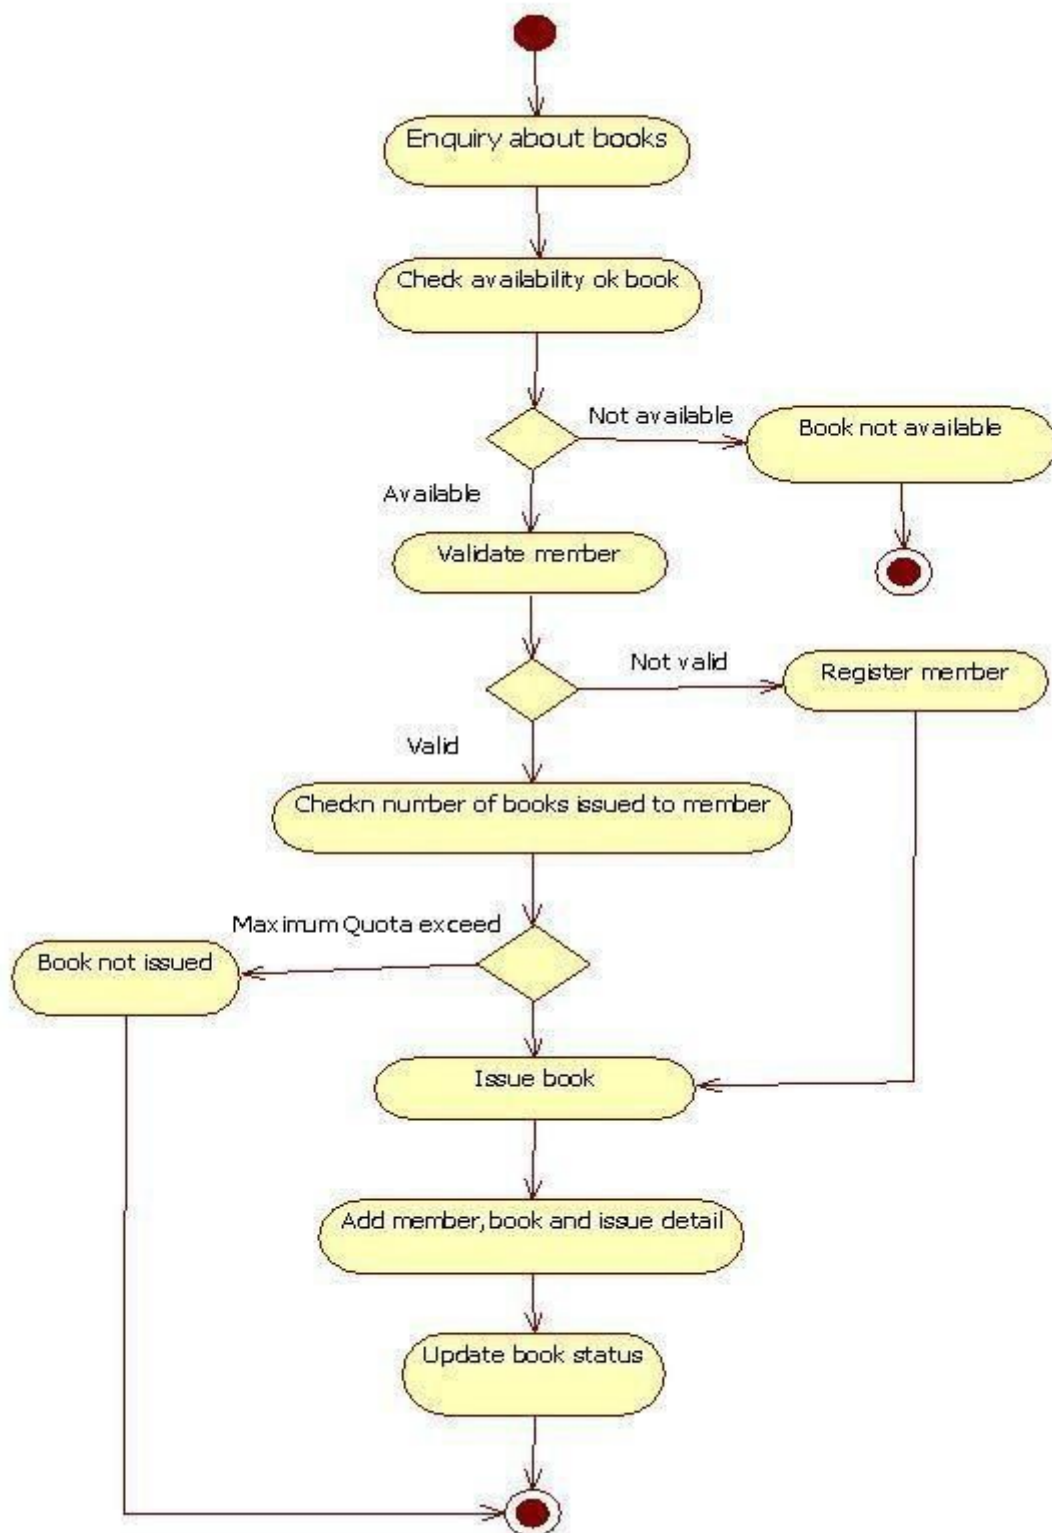 Enquiry about books
Check availability ok book
Not available
Book not available
Available
Validate member
Not valid
Register member
Valid
Checkn number of books issued to member
Maximum Quota exceed
Book not issued
Issue book
Add member,book and issue detail
Update book status